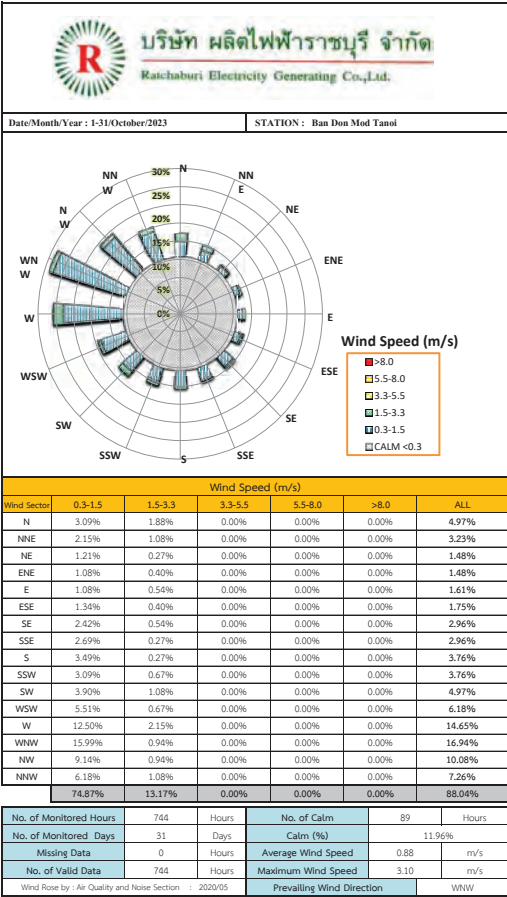 R
บริษัท ผลิตไฟฟ้าราชบุรี จำกัด
Ratchaburi Electricity Generating Co.,Ltd.
Date/Month/Year : 1-31/October/2023 STATION : Ban Don Mod Tanoi
30% N
NN
W
NN
E
25%
N
W
NE
20%
15%
WN
W
ENE
10%
5%
W
0%
E
Wind Speed (m/s)
>8.0
5.5-8.0
3.3-5.5
1.5-3.3
0.3-1.5
CALM <0.3
WSW
ESE
SW
SE
SSW
S
SSE
Wind Speed (m/s)
Wind Sector 0.3-1.5 1.5-3.3 3.3-5.5 5.5-8.0 >8.0 ALL
N 3.09% 1.88% 0.00% 0.00% 0.00% 4.97%
NNE 2.15% 1.08% 0.00% 0.00% 0.00% 3.23%
NE 1.21% 0.27% 0.00% 0.00% 0.00% 1.48%
ENE 1.08% 0.40% 0.00% 0.00% 0.00% 1.48%
E 1.08% 0.54% 0.00% 0.00% 0.00% 1.61%
ESE 1.34% 0.40% 0.00% 0.00% 0.00% 1.75%
SE 2.42% 0.54% 0.00% 0.00% 0.00% 2.96%
SSE 2.69% 0.27% 0.00% 0.00% 0.00% 2.96%
S 3.49% 0.27% 0.00% 0.00% 0.00% 3.76%
SSW 3.09% 0.67% 0.00% 0.00% 0.00% 3.76%
SW 3.90% 1.08% 0.00% 0.00% 0.00% 4.97%
WSW 5.51% 0.67% 0.00% 0.00% 0.00% 6.18%
W 12.50% 2.15% 0.00% 0.00% 0.00% 14.65%
WNW 15.99% 0.94% 0.00% 0.00% 0.00% 16.94%
NW 9.14% 0.94% 0.00% 0.00% 0.00% 10.08%
NNW 6.18% 1.08% 0.00% 0.00% 0.00% 7.26%
74.87% 13.17% 0.00% 0.00% 0.00% 88.04%
No. of Monitored Hours 744 Hours No. of Calm 89 Hours
No. of Monitored Days 31 Days Calm (%) 11.96%
Missing Data 0 Hours Average Wind Speed 0.88 m/s
No. of Valid Data 744 Hours Maximum Wind Speed 3.10 m/s
Wind Rose by : Air Quality and Noise Section : 2020/05 Prevailing Wind Direction WNW